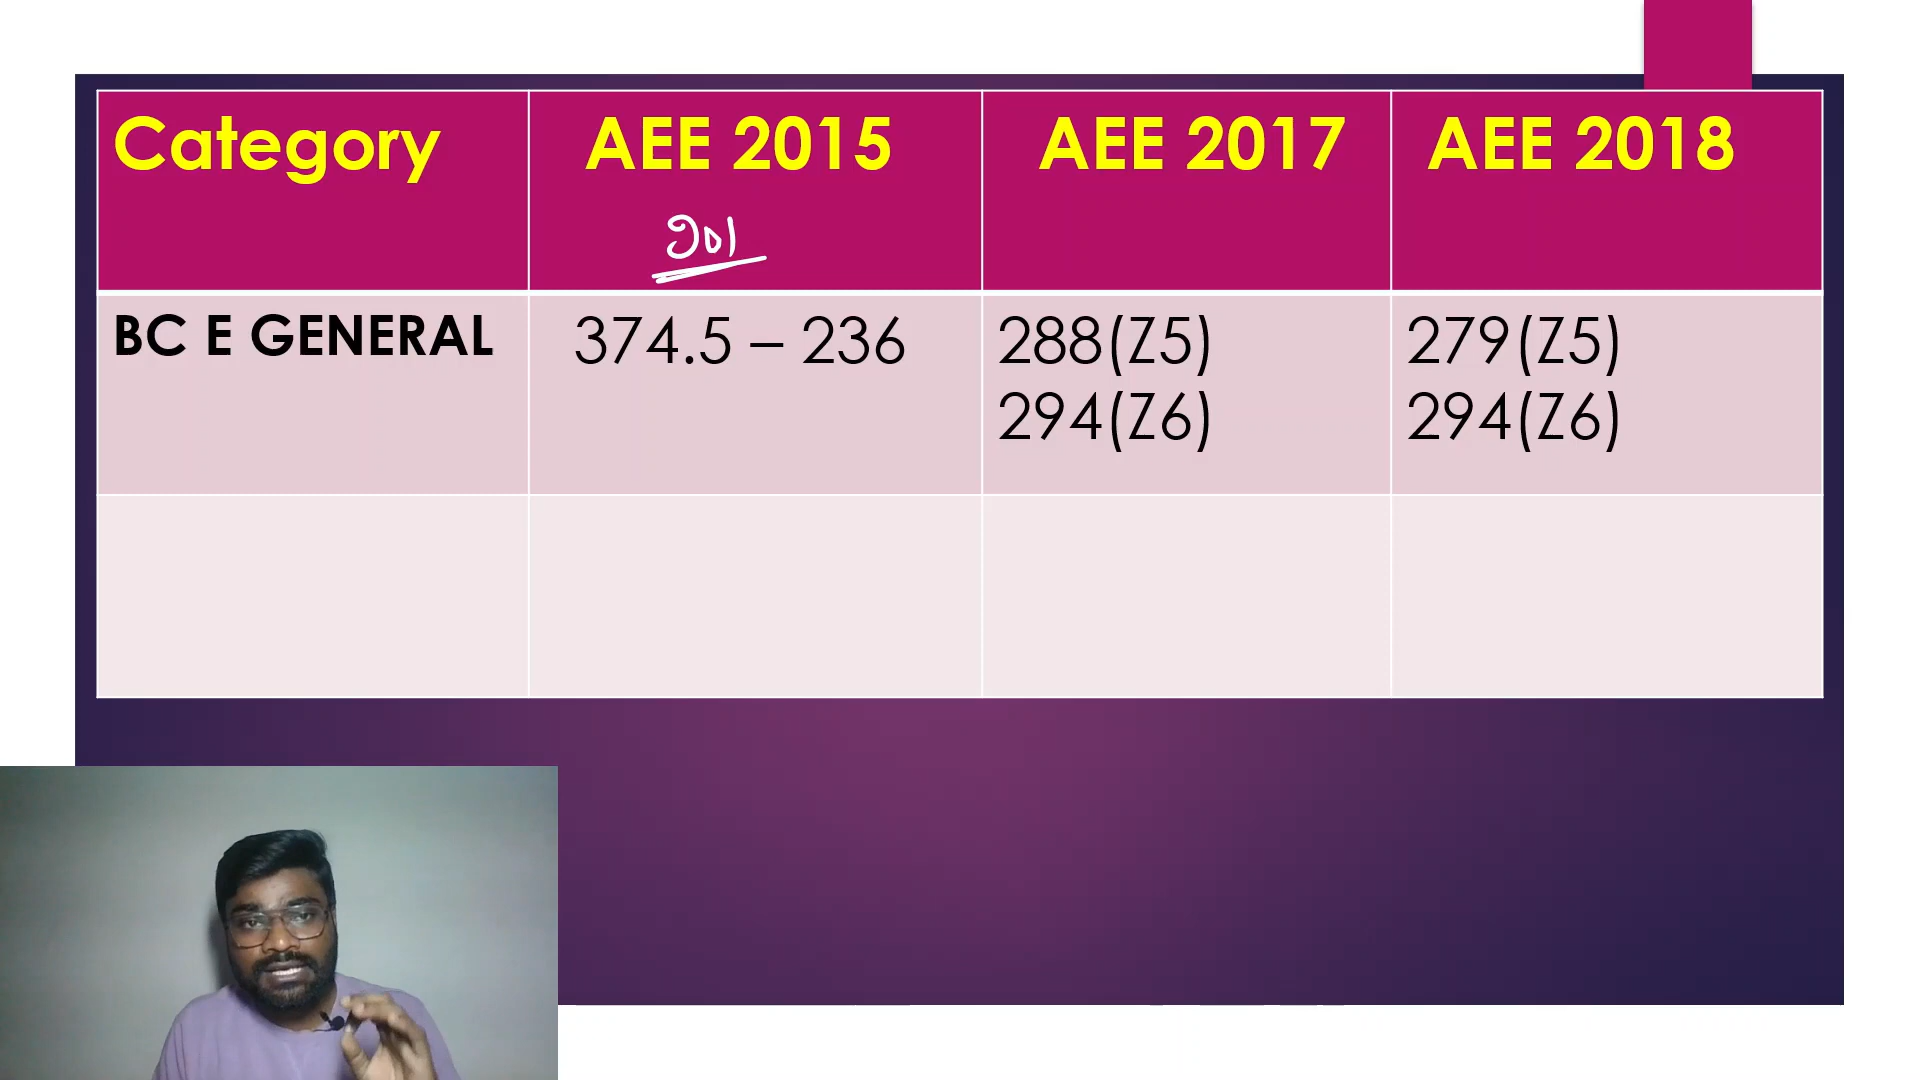 Category AEE 2015 AEE 2017 AEE 2018
BC E GENERAL 374.5 – 236 288(Z5) 279(Z5)
294(Z6) 294(Z6)